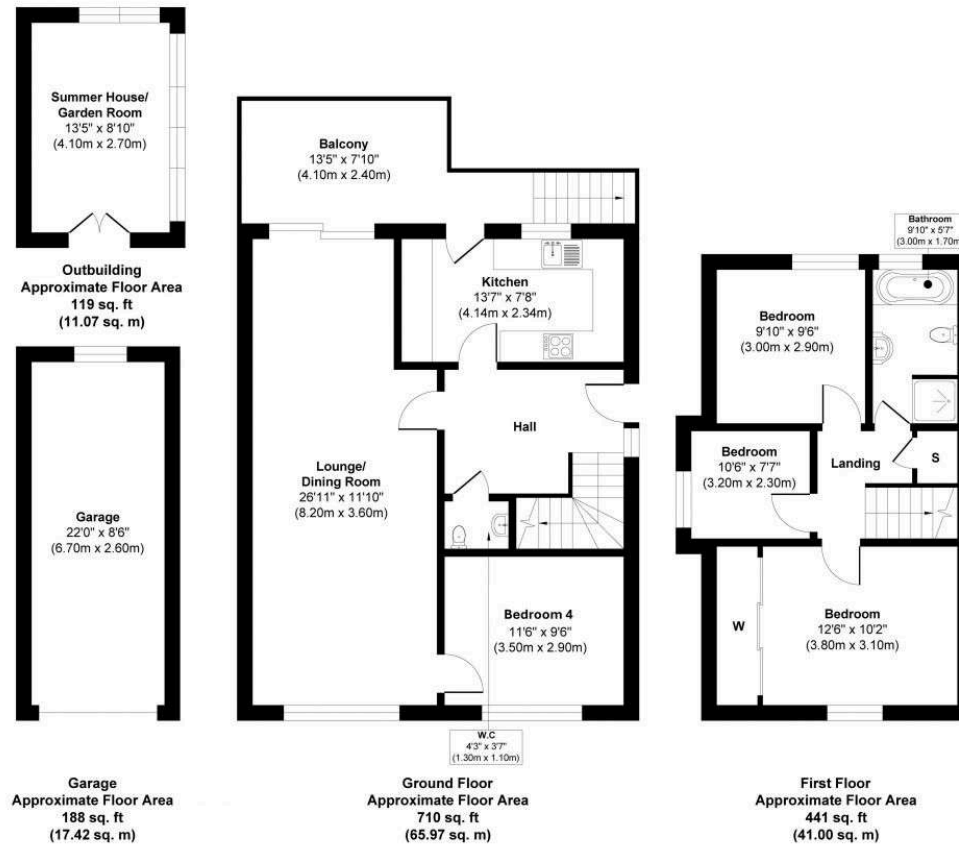 Summer House/
Garden Room
13'5" x 8'10"
(4.10m x 2.70m)
Outbuilding
Approximate Floor Area
119 sq. ft
(11.07 sq. m)
Garage
22'0" x 8'6"
(6.70m x 2.60m)
Garage
Approximate Floor Area
188 sq. ft
(17.42 sq. m)
Balcony
13'5" x 7'10"
(4.10m x 2.40m)
Kitchen
13'7" x 7'8"
(4.14m x 2.34m)
Hall
Lounge/
Dining Room
26'11" x 11'10"
(8.20m x 3.60m)
Bedroom 4
11'6" x 9'6"
(3.50m x 2.90m)
W.C
4'3" x 3'7"
(1.30m x 1.10m)
Ground Floor
Approximate Floor Area
710 sq. ft
(65.97 sq. m)
Bathroom
9'10" x 5'7"
(3.00m x 1.70m)
Bedroom
9'10" x 9'6"
(3.00m x 2.90m)
Bedroom
10'6" x 7'7"
(3.20m x 2.30m)
Landing
S
W
Bedroom
12'6" x 10'2"
(3.80m x 3.10m)
First Floor
Approximate Floor Area
441 sq. ft
(41.00 sq. m)